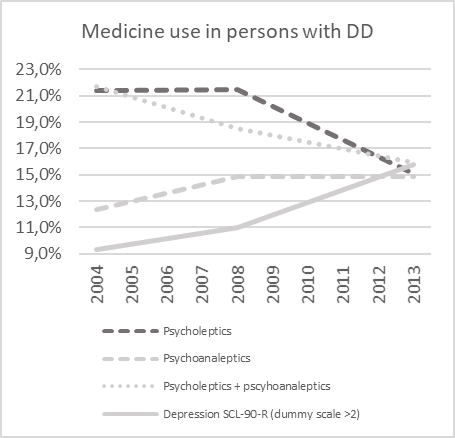 Medicine use in persons with DD
23,0%
21,0%
19,0%
17,0%
15,0%
13,0%
11,0%
9,0%
2004 2005 2006 2007 2008 2009 2010 2011 2012 2013
Psycholeptics
Psychoanaleptics
Psycholeptics + pscyhoanaleptics
Depression SCL-90-R (dummy scale >2)